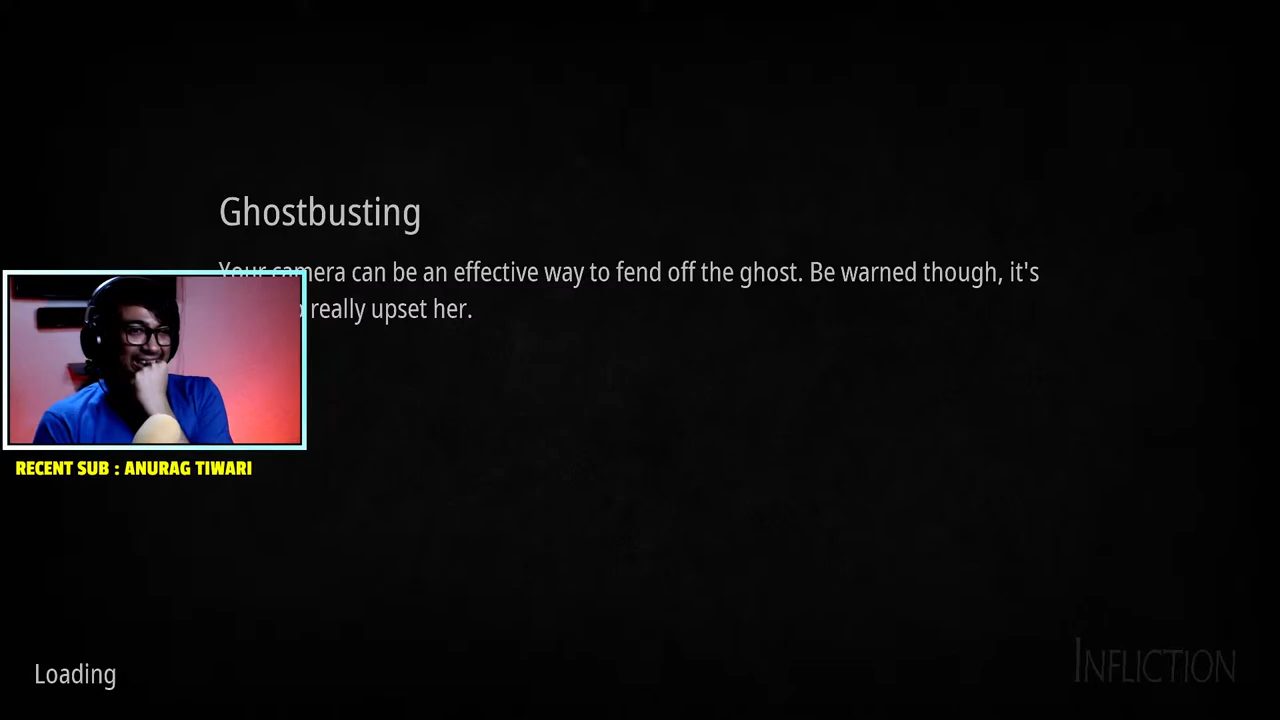 Ghostbusting
Your camera can be an effective way to fend off the ghost. Be warned though, it's
really upset her.
RECENT SUB : ANURAG TIWARI
Loading
INFLICTION